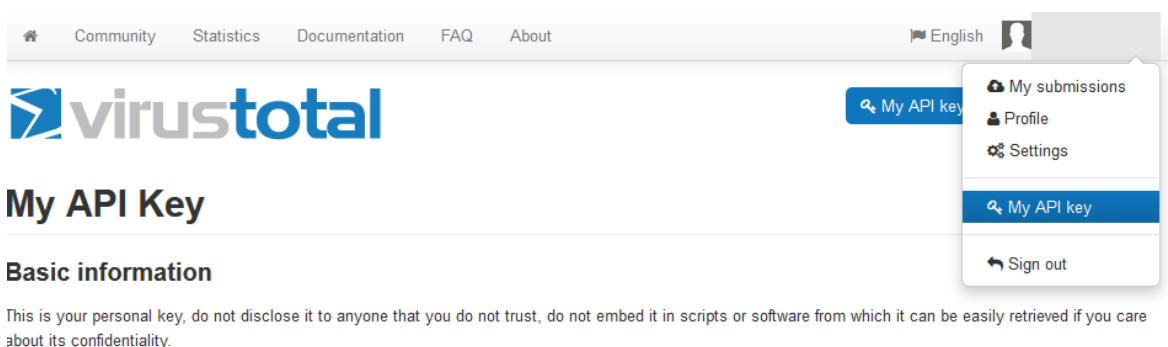 Community Statistics Documentation FAQ About English
My submissions
virustotal My API key Profile
Settings
My API Key My API key
Basic information Sign out
This is your personal key, do not disclose it to anyone that you do not trust, do not embed it in scripts or software from which it can be easily retrieved if you care
about its confidentiality.